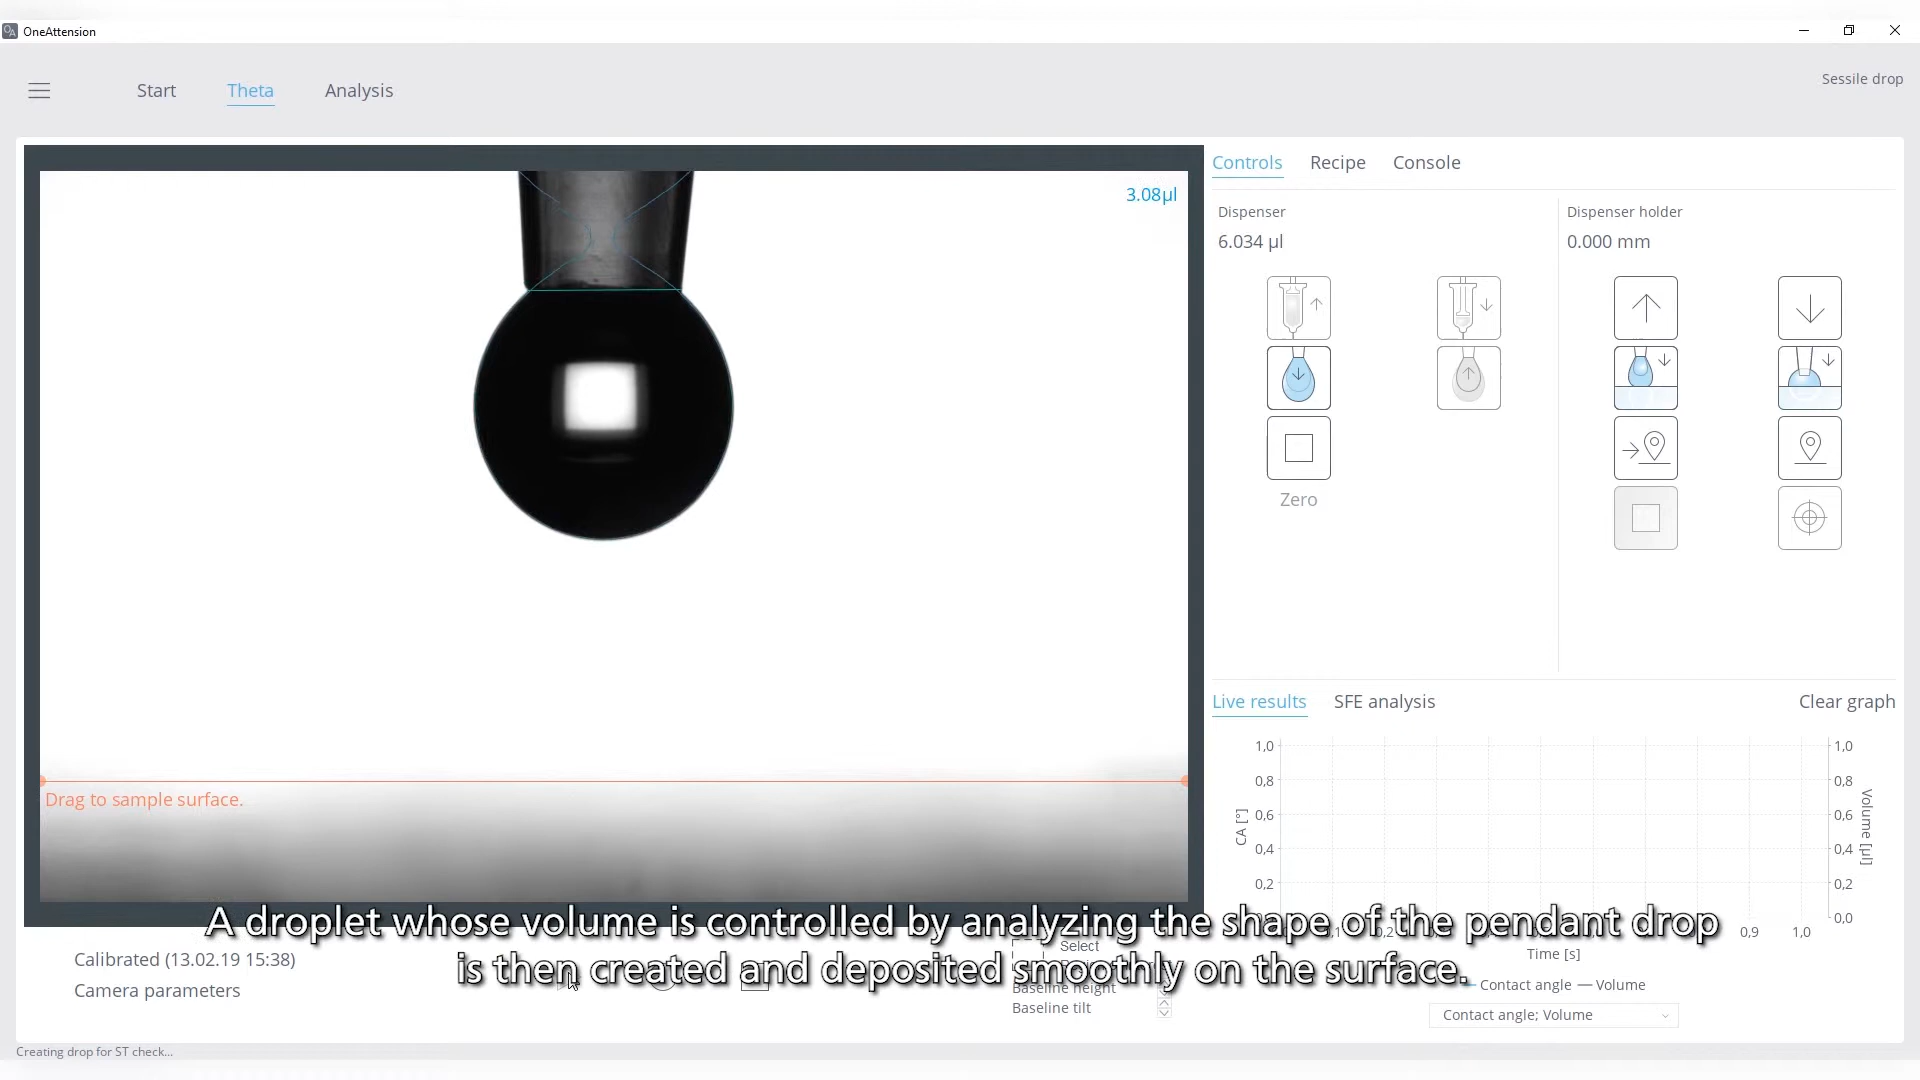 OneAttension
Start
Theta
Analysis
Sessile drop
3.08µl
Drag to sample surface.
Controls
Recipe
Console
Dispenser
6.034 µl
Zero
Dispenser holder
0.000 mm
Live results
SFE analysis
Clear graph
1,0
0,8
0,6
0,4
0,2
CA [°]
1,0
0,8
0,6
0,4
0,2
0,0
Volume [µl]
0,9
1,0
Time [s]
Contact angle
Volume
Contact angle; Volume
A droplet whose volume is controlled by analyzing the shape of the pendant drop
is then created and deposited smoothly on the surface.
Calibrated (13.02.19 15:38)
Camera parameters
Select
Baseline height
Baseline tilt
Creating drop for ST check...